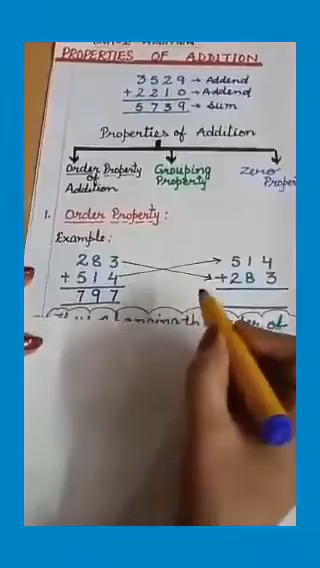 PROPERTIES OF ADDITION
3529 → Addend
+ 2210 → Addend
5739 → Sum
Properties of Addition
Order Property of Addition
Grouping Property
Zero
1. Order Property:
Example:
283 514
+514 +283
797